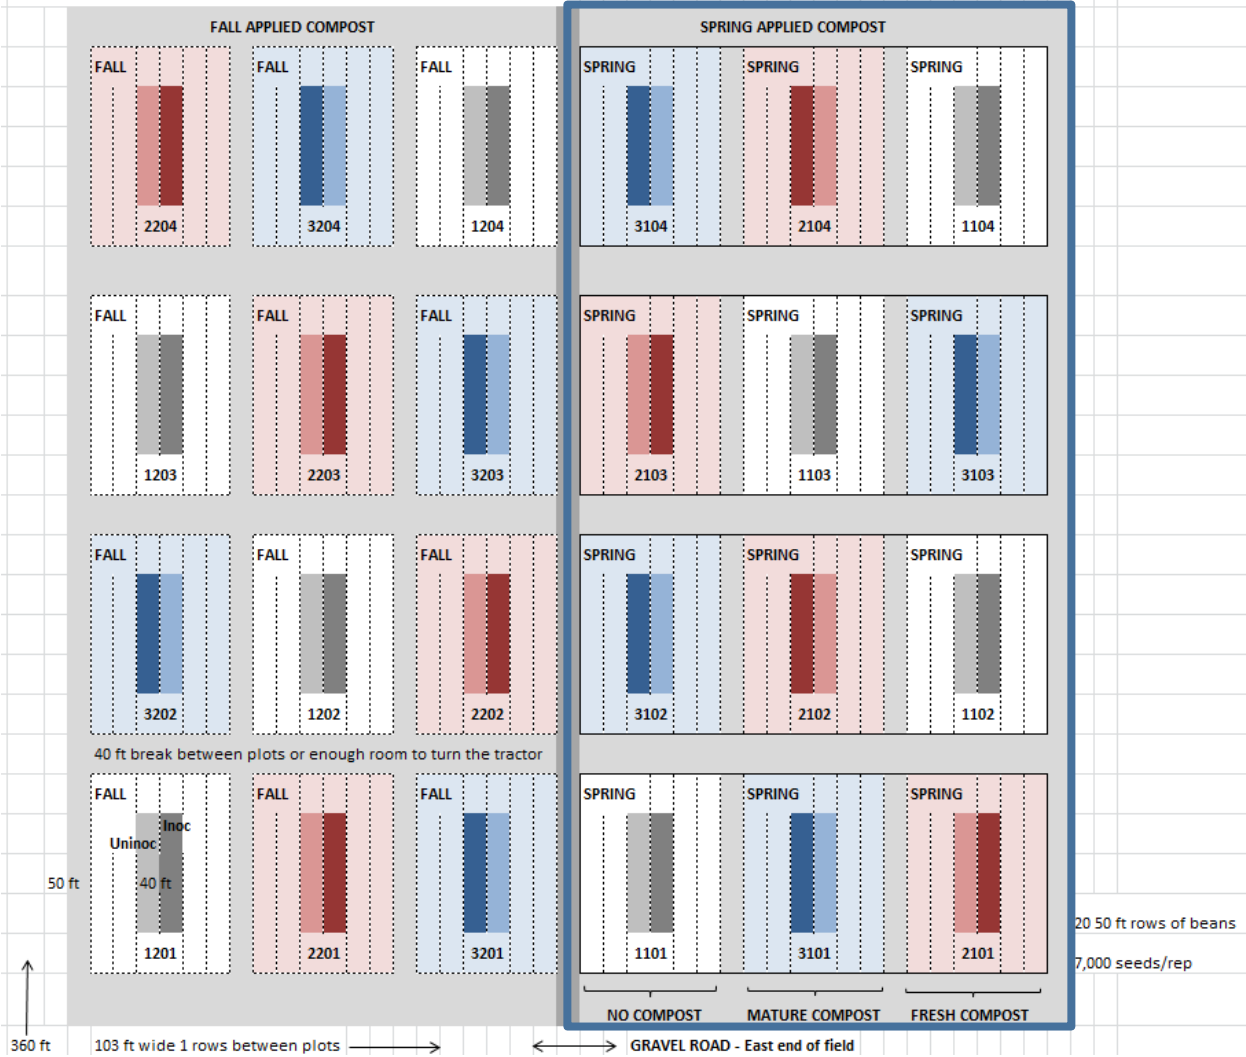 FALL APPLIED COMPOST SPRING APPLIED COMPOST
FALL FALL FALL SPRING SPRING SPRING
2204 3204 1204 3104 2104 1104
FALL FALL FALL SPRING SPRING SPRING
1203 2203 3203 2103 1103 3103
FALL FALL FALL SPRING SPRING SPRING
3202 1202 2202 3102 2102 1102
40 ft break between plots or enough room to turn the tractor
FALL FALL FALL SPRING SPRING SPRING
Inoc
Uninoc
50 ft 40 ft
20 50 ft rows of beans
1201 2201 3201 1101 3101 2101
7,000 seeds/rep
NO COMPOST MATURE COMPOST FRESH COMPOST
360 ft 103 ft wide 1 rows between plots GRAVEL ROAD - East end of field